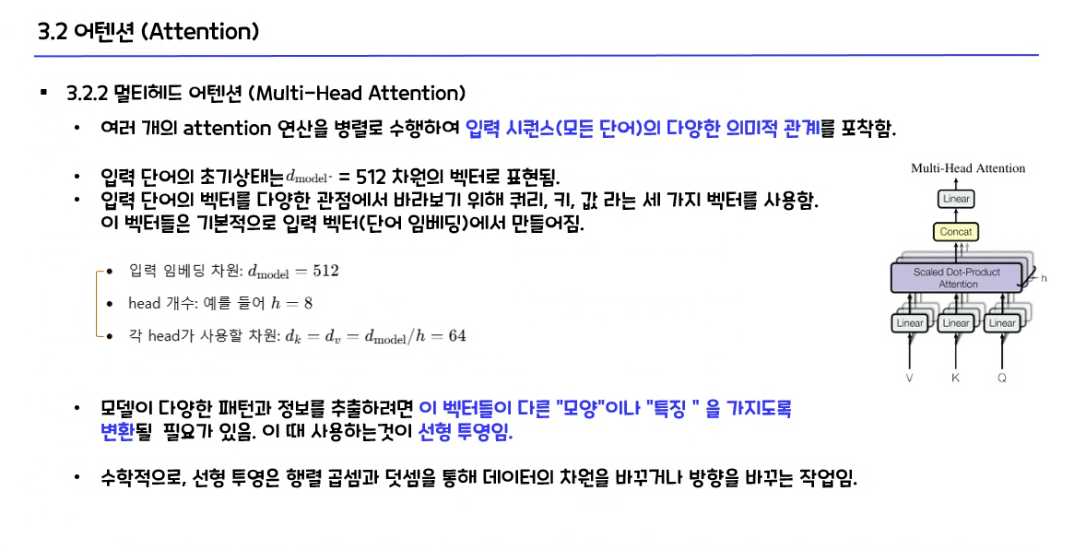 3.2 어텐션 (Attention)
▪ 3.2.2 멀티헤드 어텐션 (Multi-Head Attention)
• 여러 개의 attention 연산을 병렬로 수행하여 입력 시퀀스(모든 단어)의 다양한 의미적 관계를 포착함.
• 입력 단어의 초기상태는 d_model = 512 차원의 벡터로 표현됨.
• 입력 단어의 벡터를 다양한 관점에서 바라보기 위해 쿼리, 키, 값 라는 세 가지 벡터를 사용함.
이 벡터들은 기본적으로 입력 벡터(단어 임베딩)에서 만들어짐.
• 입력 임베딩 차원: d_model = 512
• head 개수: 예를 들어 h = 8
• 각 head가 사용할 차원: d_k = d_v = d_model/h = 64
• 모델이 다양한 패턴과 정보를 추출하려면 이 벡터들이 다른 "모양"이나 "특징 " 을 가지도록
변환될 필요가 있음. 이 때 사용하는것이 선형 투영임.
• 수학적으로, 선형 투영은 행렬 곱셈과 덧셈을 통해 데이터의 차원을 바꾸거나 방향을 바꾸는 작업임.
Multi-Head Attention
Linear
Concat
Scaled Dot-Product
Attention
h
Linear Linear Linear
V K Q